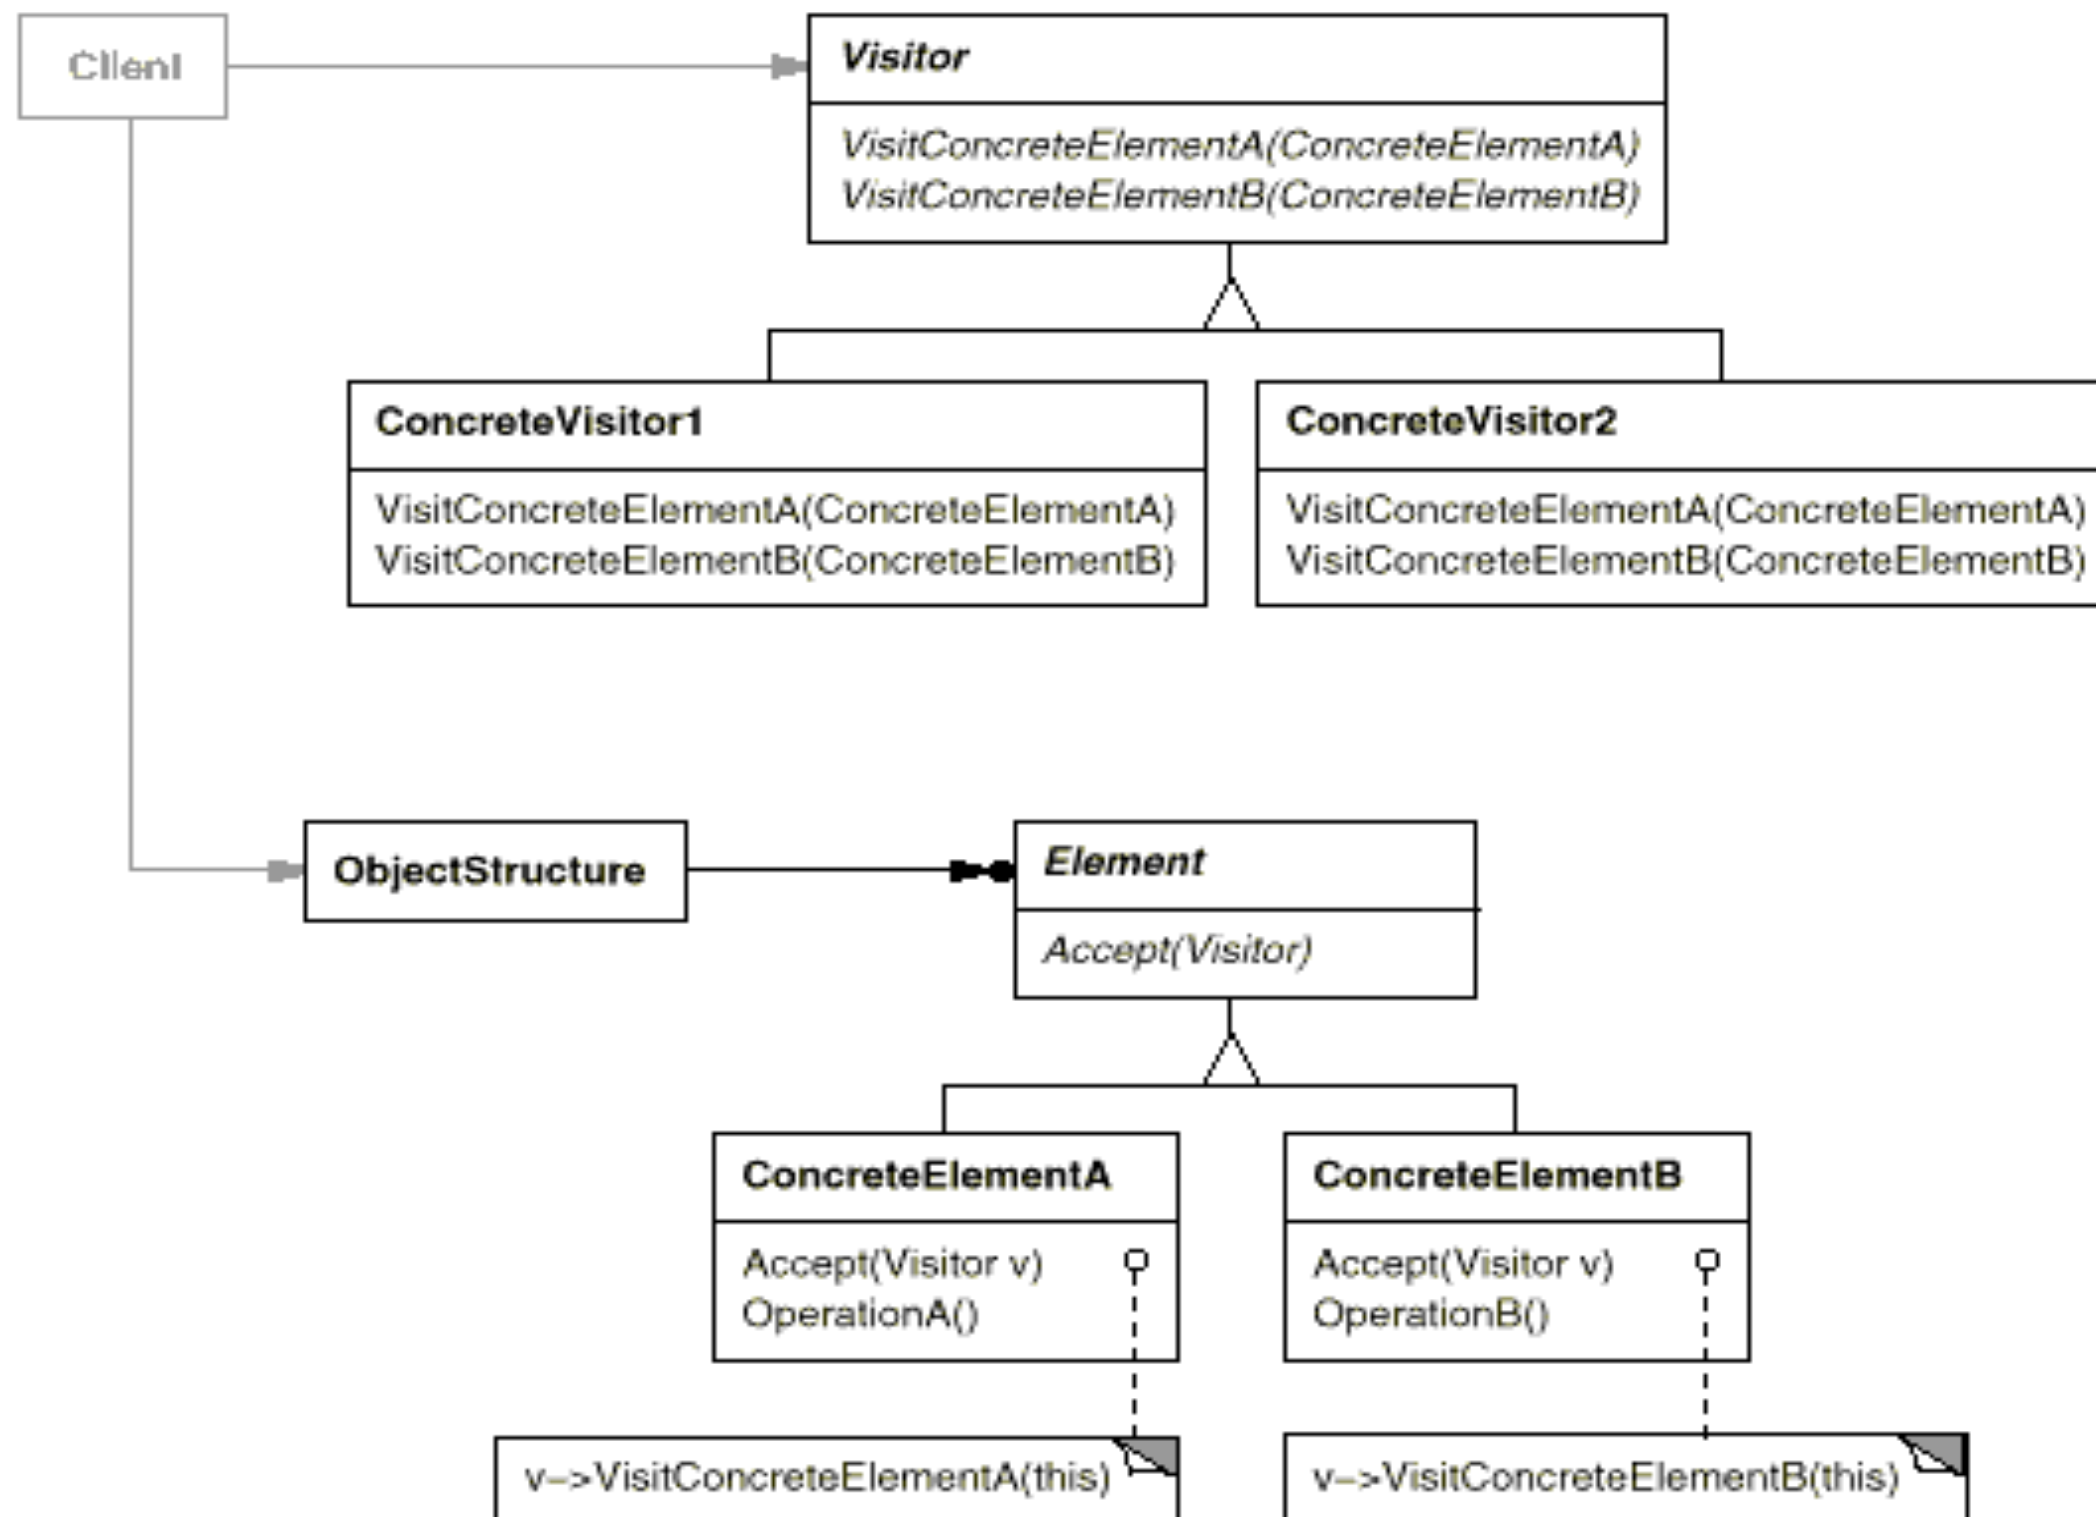 Client
Visitor
VisitConcreteElementA(ConcreteElementA)
VisitConcreteElementB(ConcreteElementB)
ConcreteVisitor1
VisitConcreteElementA(ConcreteElementA)
VisitConcreteElementB(ConcreteElementB)
ConcreteVisitor2
VisitConcreteElementA(ConcreteElementA)
VisitConcreteElementB(ConcreteElementB)
ObjectStructure
Element
Accept(Visitor)
ConcreteElementA
Accept(Visitor v)
OperationA()
ConcreteElementB
Accept(Visitor v)
OperationB()
v–>VisitConcreteElementA(this)
v–>VisitConcreteElementB(this)